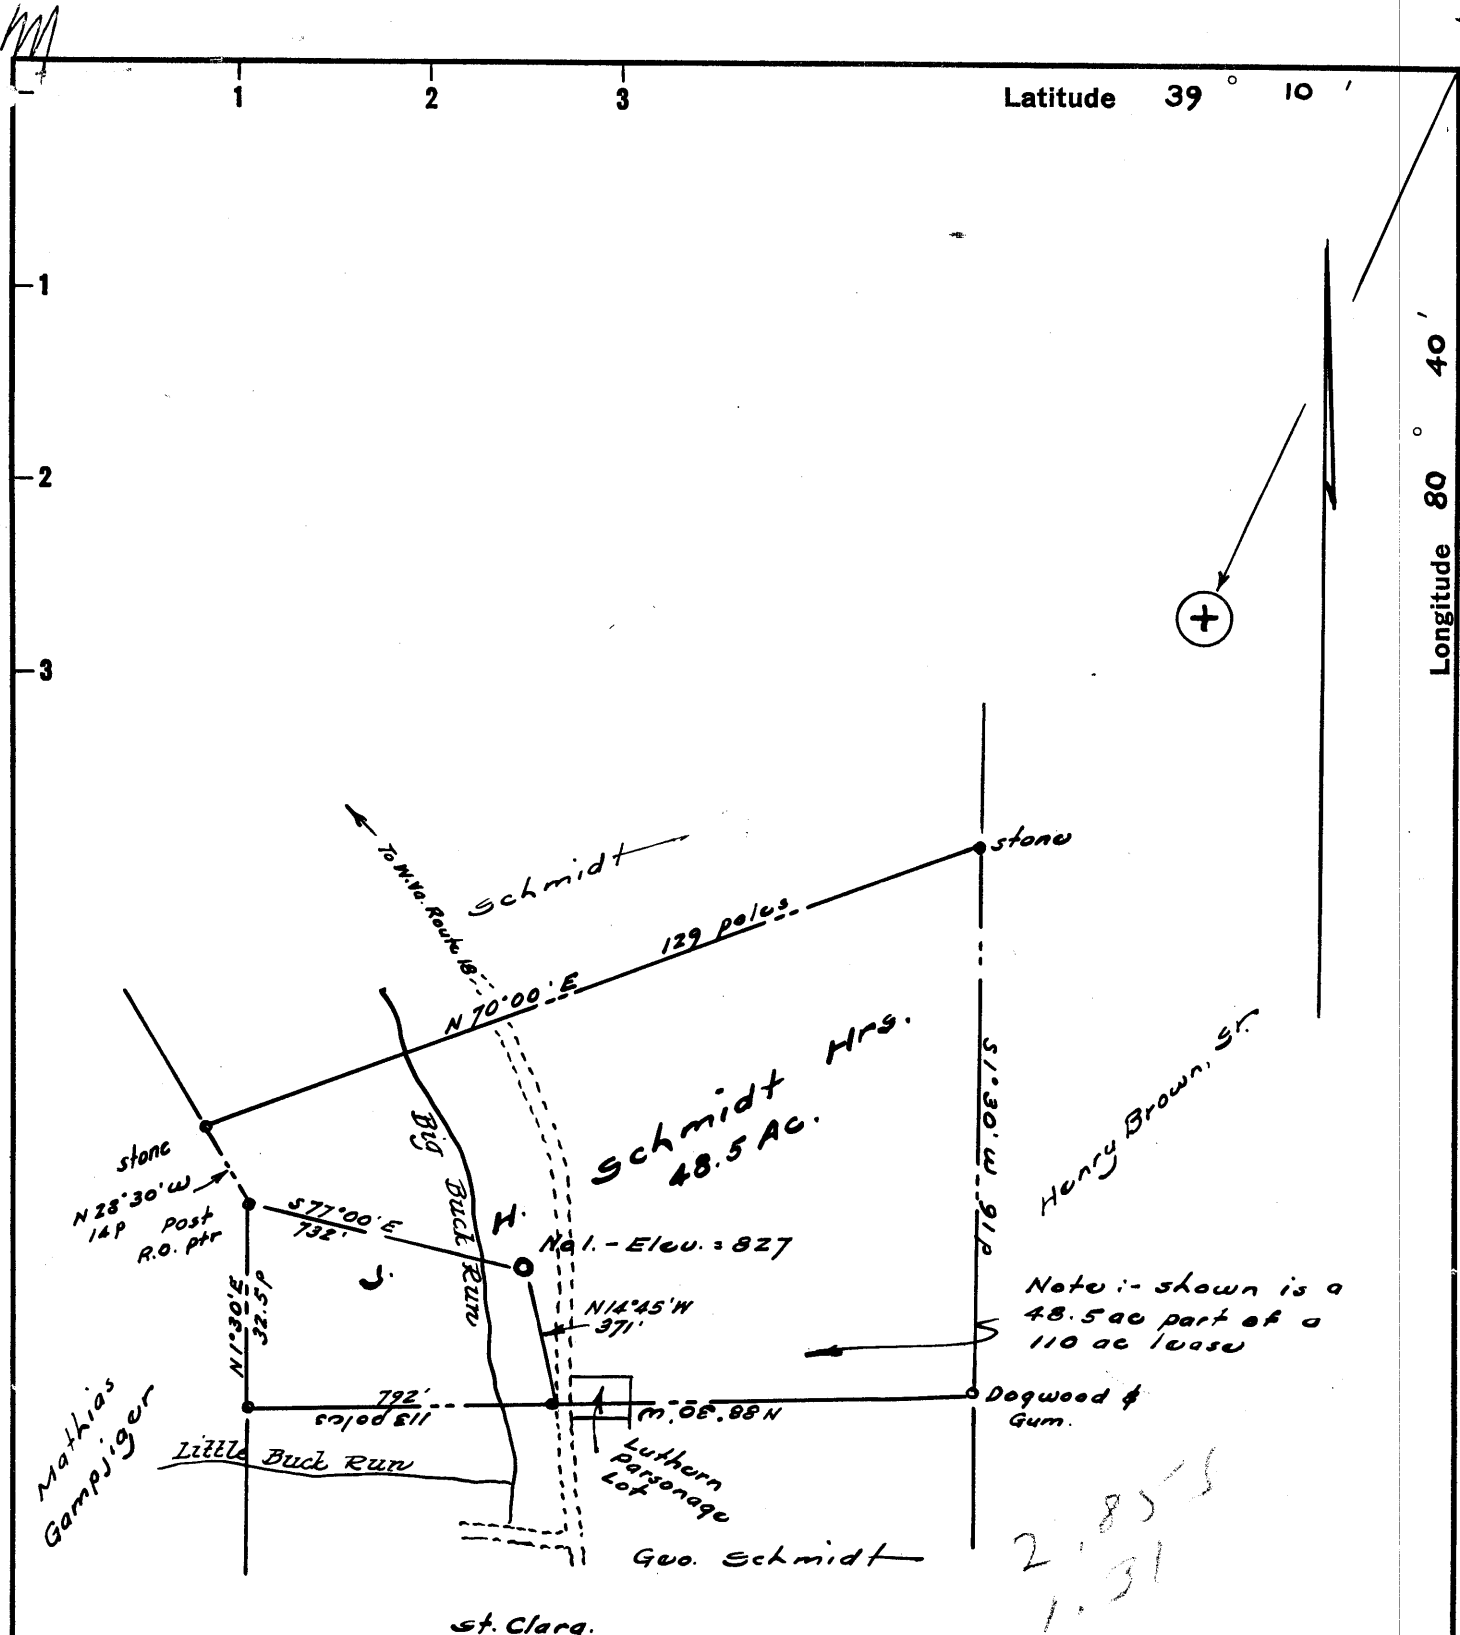 1 2 3
Latitude 39° 10'
1
2
3
Longitude 80° 40'
To W.Va. Route 18
Schmidt
stone
129 poles
N 70°00' E
Schmidt Hrs.
48.5 Ac.
S1°30'W 91P
Henry Brown, Sr.
Big Buck Run
stone
N 28°30'W
14P
Post
R.O. ptr
S 77°00' E
732'
H.
No 1. - Elev. = 827
J.
N14°45'W
371'
N1°30'E
32.5P
Note :- shown is a
48.5 ac part of a
110 ac lease
792'
113 poles
N 88°30' W
Dogwood &
Gum.
Mathias
Gampjiger
Little Buck Run
Luthern
Parsonage
Lot
Geo. Schmidt
2.855
1.31
St. Clara.